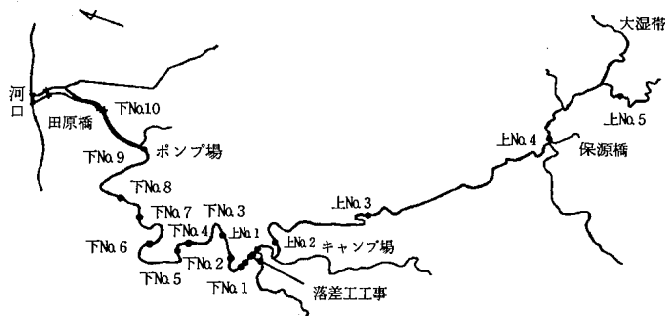 大湿帯
河口
下No.10
田原橋
上No.5
上No.4
保源橋
下No.9
ポンプ場
下No.8
上No.3
下No.7
下No.3
下No.4
上No.1
下No.6
上No.2
キャンプ場
下No.2
下No.5
下No.1
落差工工事